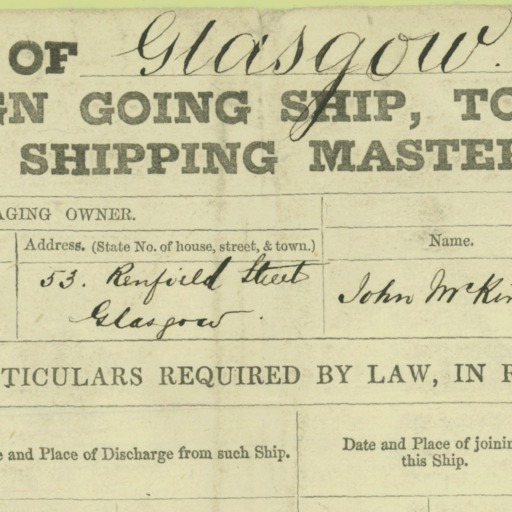 OF Glasgow.
GN GOING SHIP, TO
SHIPPING MASTER
AGING OWNER.
Address. (State No. of house, street, & town.)
Name.
53. Renfield Street
Glasgow.
John McKin
TICULARS REQUIRED BY LAW, IN R
e and Place of Discharge from such Ship.
Date and Place of joinin
this Ship.